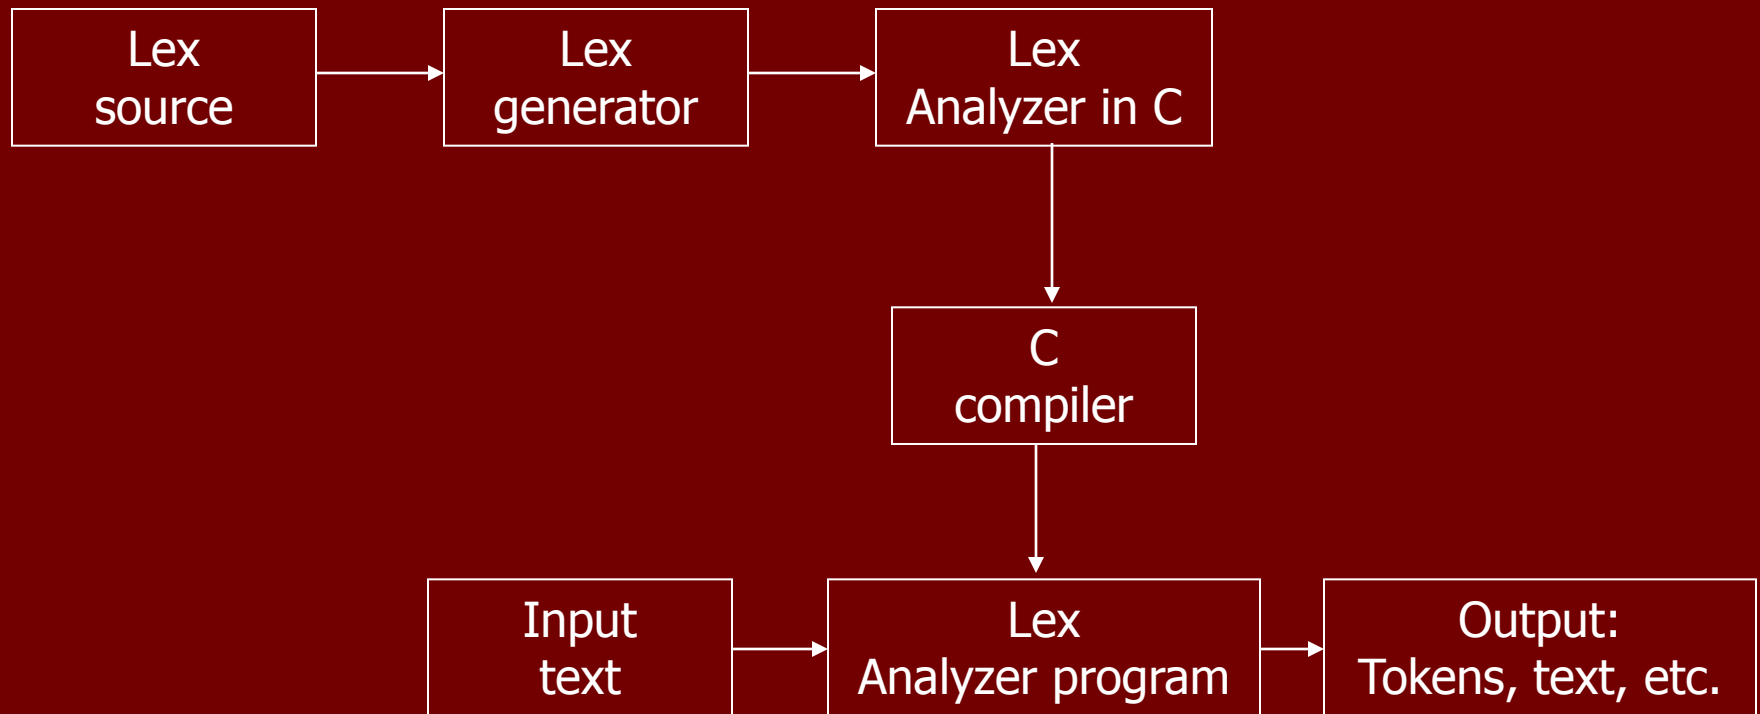 Lex
source
Lex
generator
Lex
Analyzer in C
C
compiler
Input
text
Lex
Analyzer program
Output:
Tokens, text, etc.